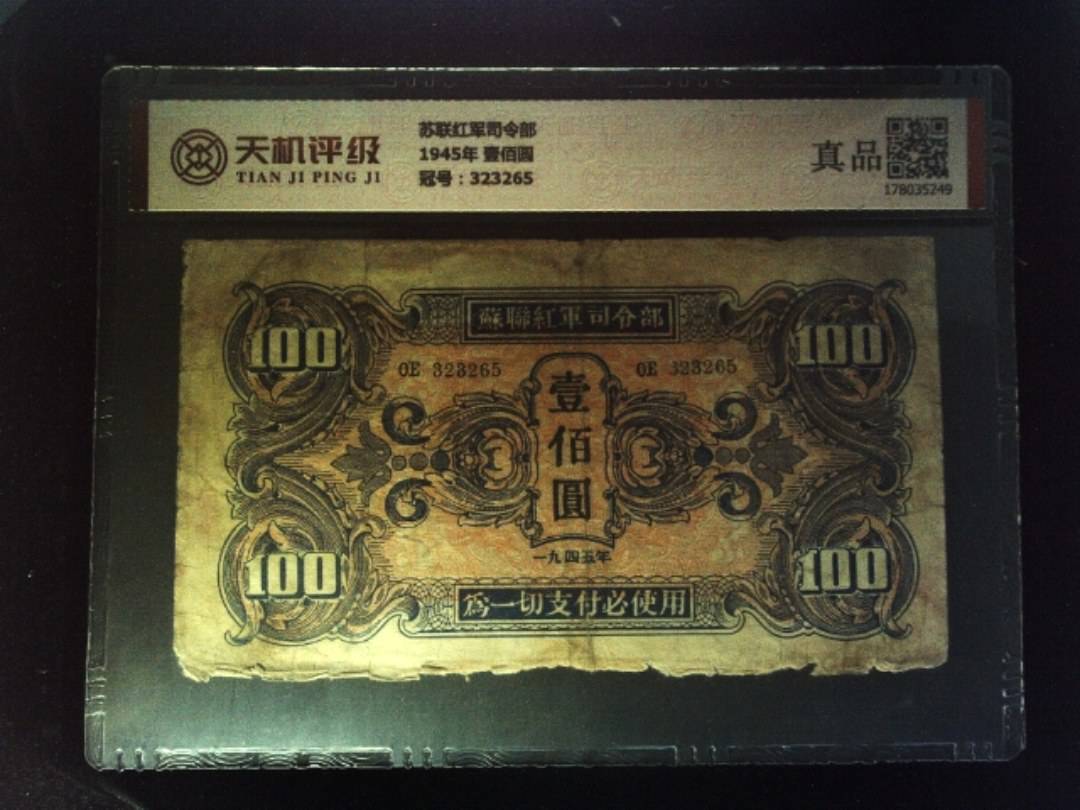 天机评级
TIAN JI PING JI
苏联红军司令部
1945年 壹佰圆
冠号：323265
真品
178035249
蘇聯紅軍司令部
100
100
OE 323265
OE 323265
壹佰圓
一九四五年
100
100
爲一切支付必使用